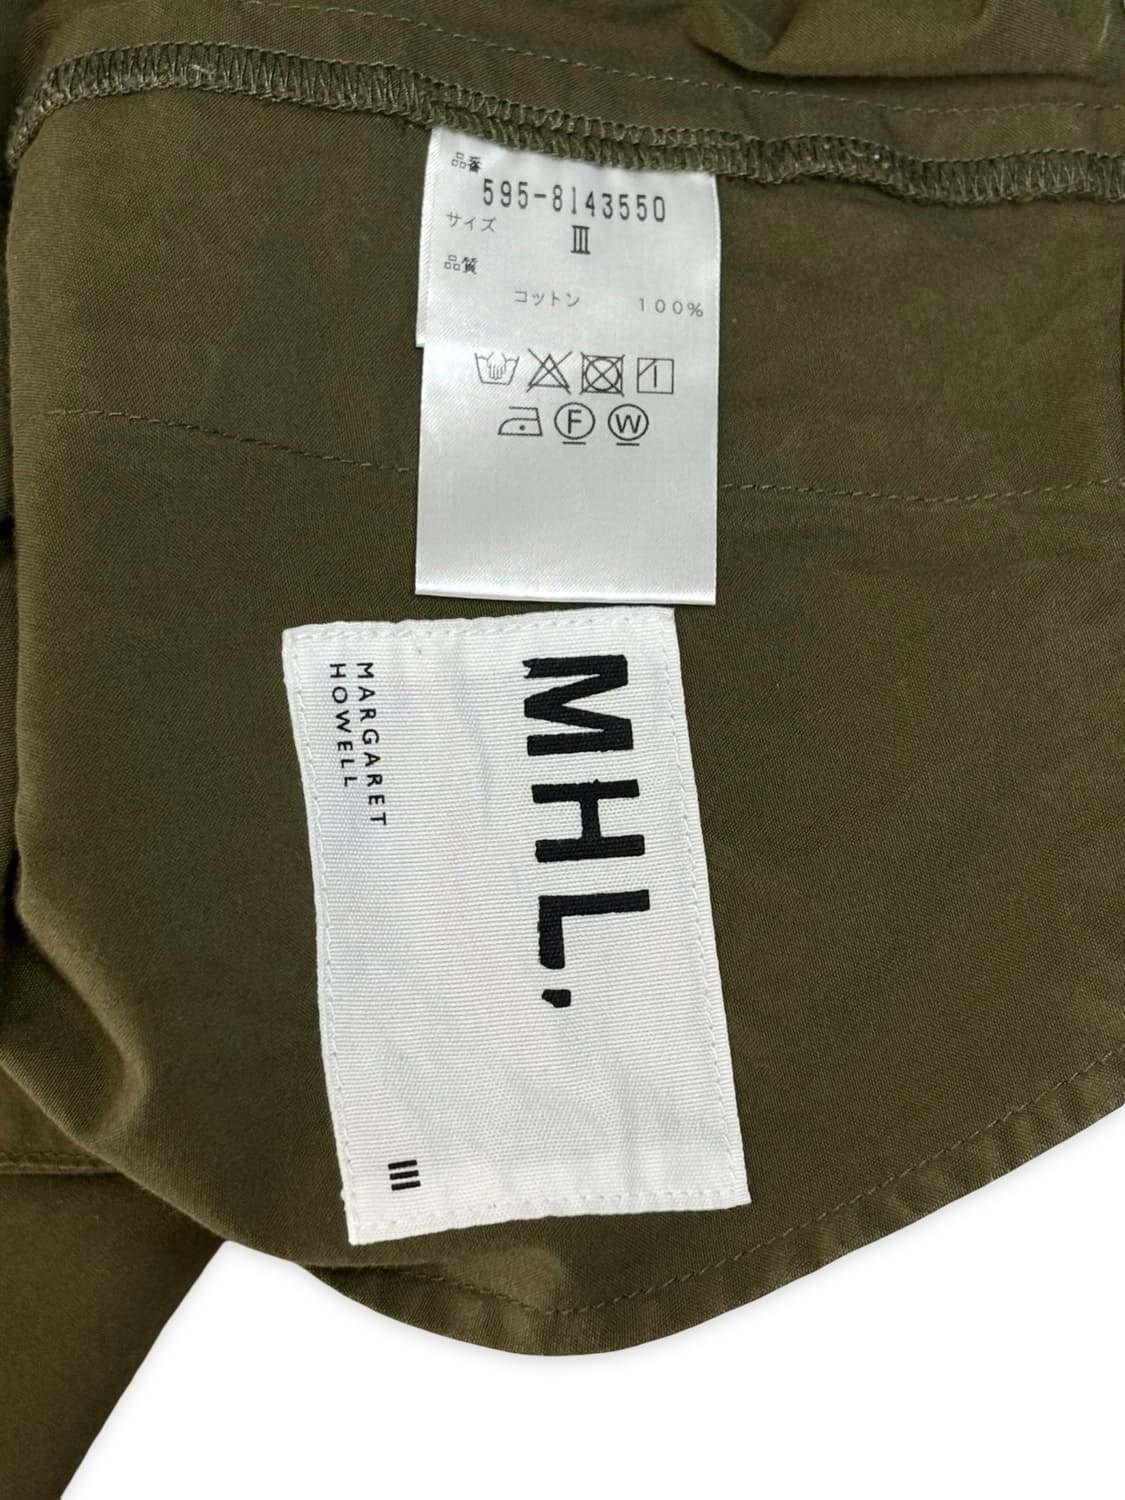 品番
595-8143550
サイズ
III
品質
コットン 100%
F W
MHL.
MARGARET
HOWELL
III